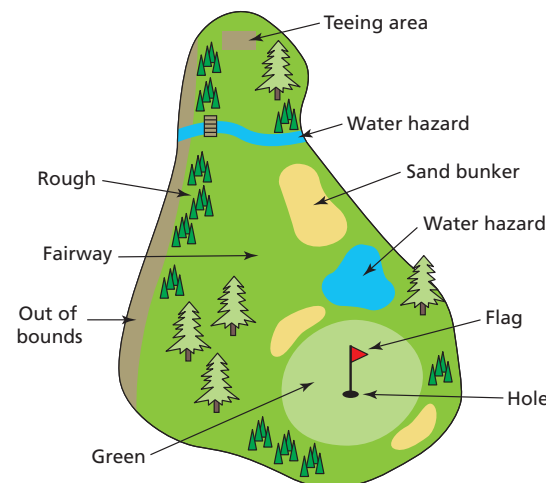 Teeing area
Water hazard
Sand bunker
Rough
Water hazard
Fairway
Out of
bounds
Flag
Hole
Green